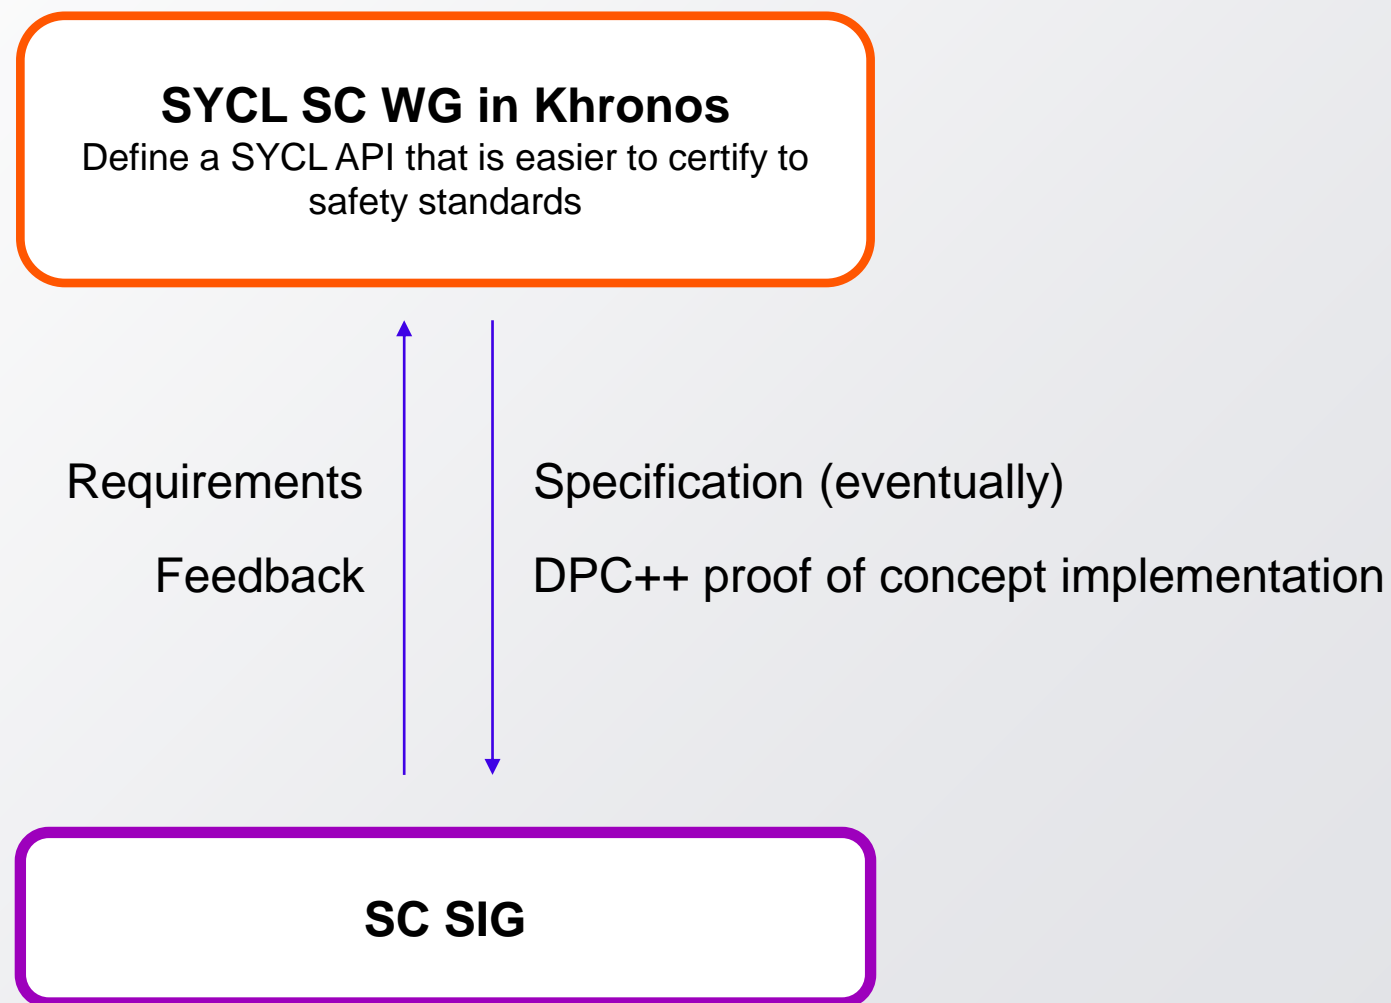 SYCL SC WG in Khronos
Define a SYCL API that is easier to certify to
safety standards
Requirements
Feedback
Specification (eventually)
DPC++ proof of concept implementation
SC SIG